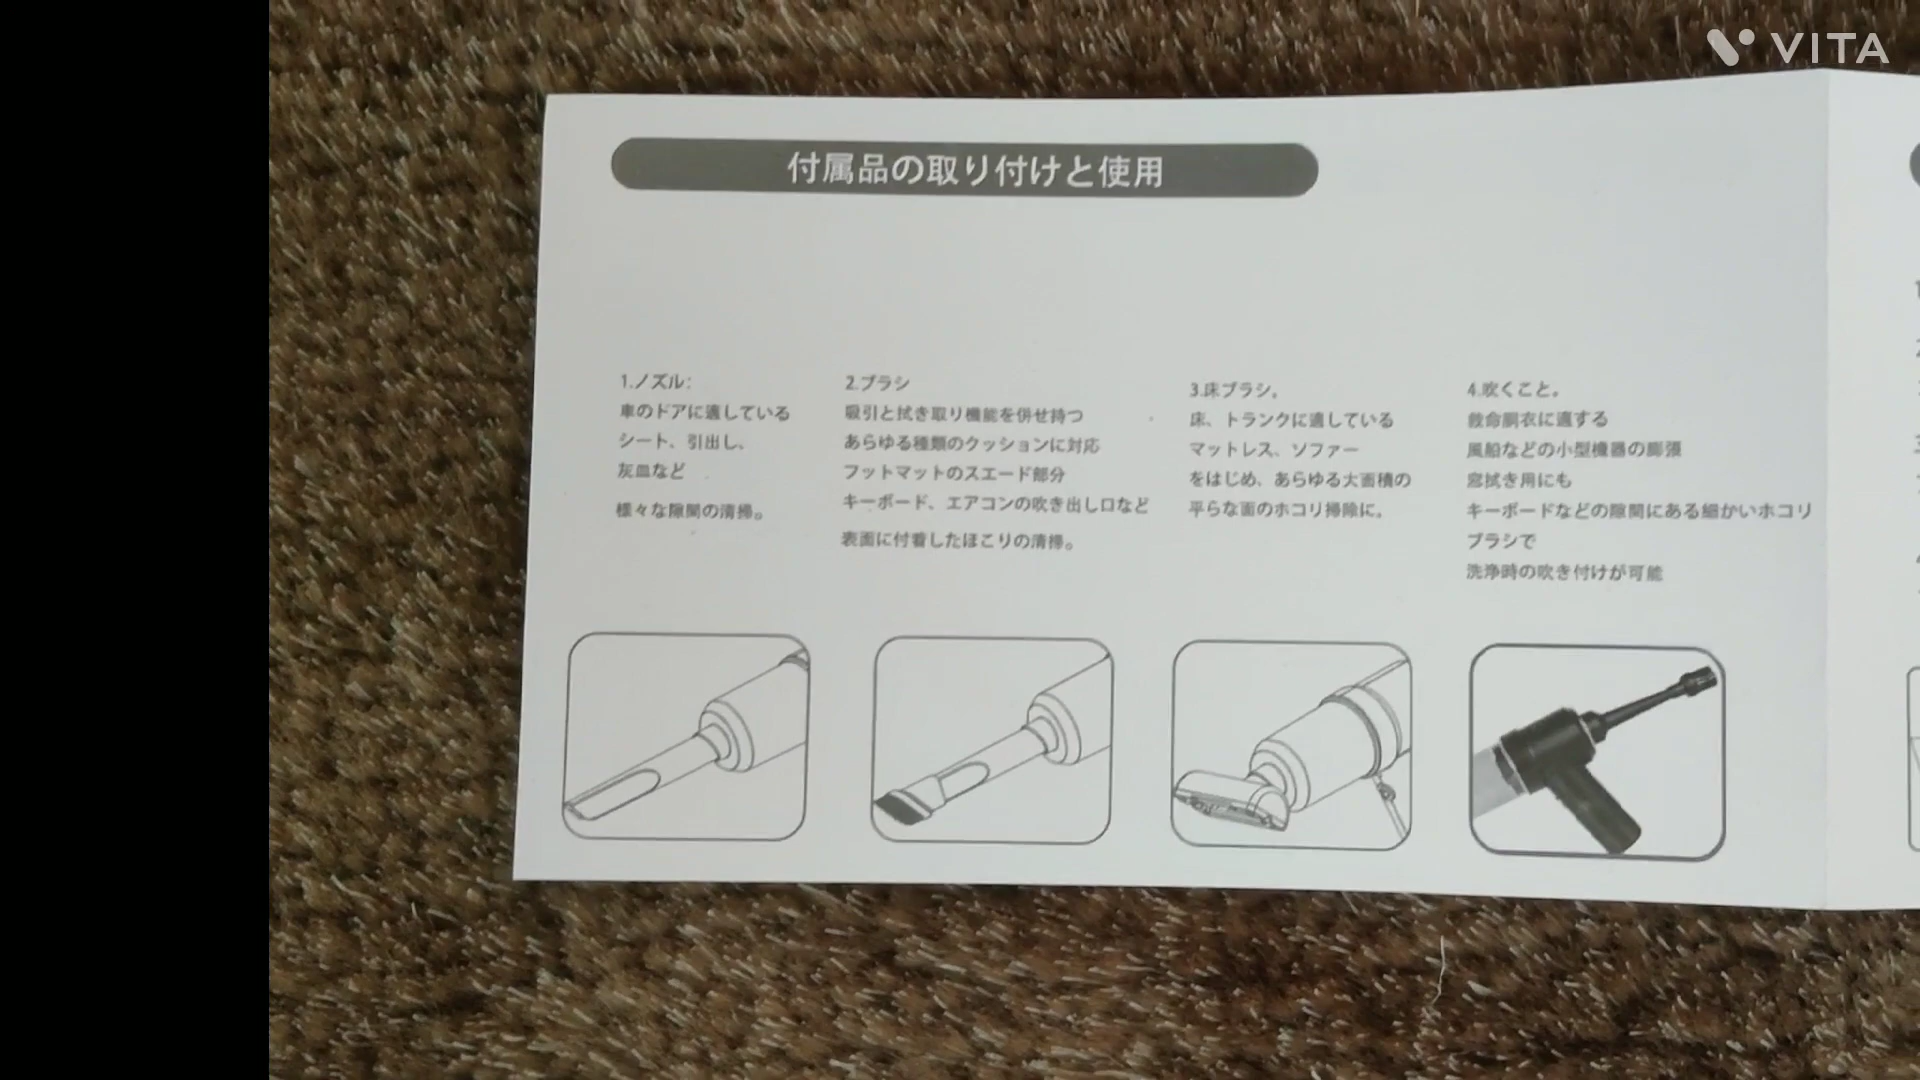 VITA
付属品の取り付けと使用
1.ノズル:
車のドアに適している
シート、引出し、
灰皿など
様々な隙間の清掃。
2.ブラシ
吸引と拭き取り機能を併せ持つ
あらゆる種類のクッションに対応
フットマットのスエード部分
キーボード、エアコンの吹き出し口など
表面に付着したほこりの清掃。
3.床ブラシ。
床、トランクに適している
マットレス、ソファー
をはじめ、あらゆる大面積の
平らな面のホコリ掃除に。
4.吹くこと。
救命胴衣に適する
風船などの小型機器の膨張
窓拭き用にも
キーボードなどの隙間にある細かいホコリ
ブラシで
洗浄時の吹き付けが可能